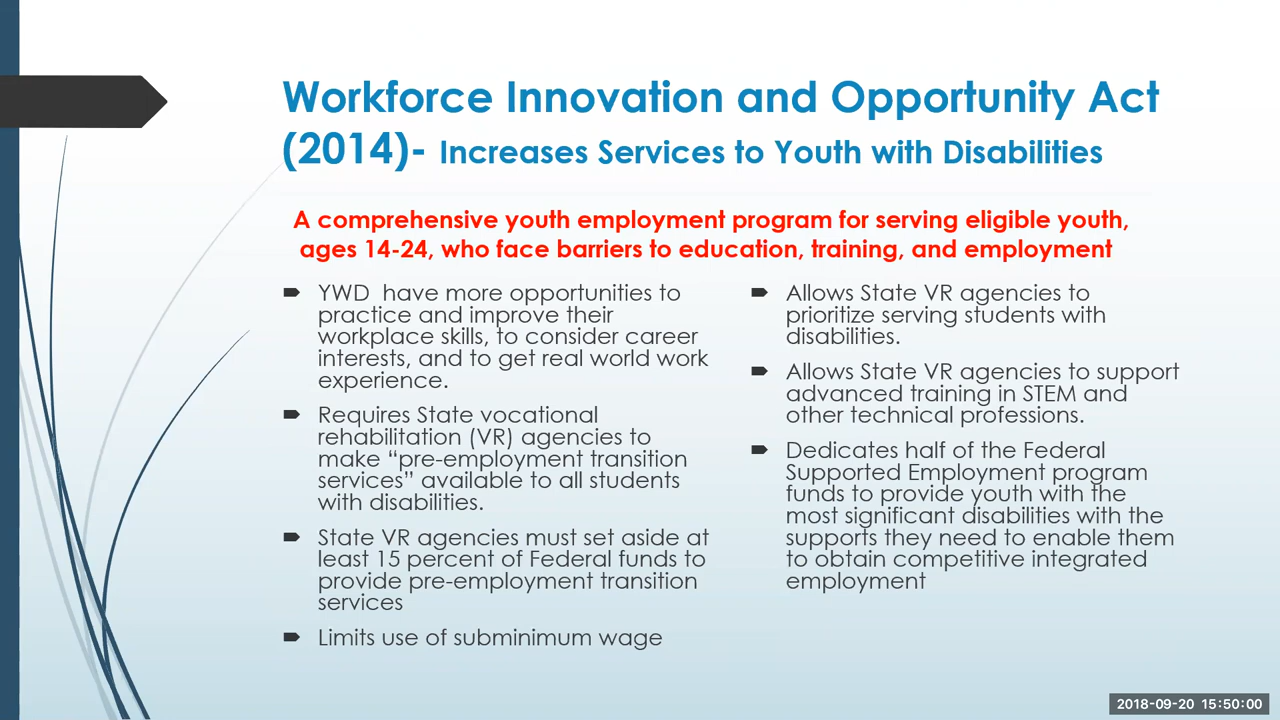 Workforce Innovation and Opportunity Act
(2014)- Increases Services to Youth with Disabilities
A comprehensive youth employment program for serving eligible youth,
ages 14-24, who face barriers to education, training, and employment
YWD  have more opportunities to
practice and improve their
workplace skills, to consider career
interests, and to get real world work
experience.
Requires State vocational
rehabilitation (VR) agencies to
make “pre-employment transition
services” available to all students
with disabilities.
State VR agencies must set aside at
least 15 percent of Federal funds to
provide pre-employment transition
services
Limits use of subminimum wage
Allows State VR agencies to
prioritize serving students with
disabilities.
Allows State VR agencies to support
advanced training in STEM and
other technical professions.
Dedicates half of the Federal
Supported Employment program
funds to provide youth with the
most significant disabilities with the
supports they need to enable them
to obtain competitive integrated
employment
2018-09-20 15:50:00